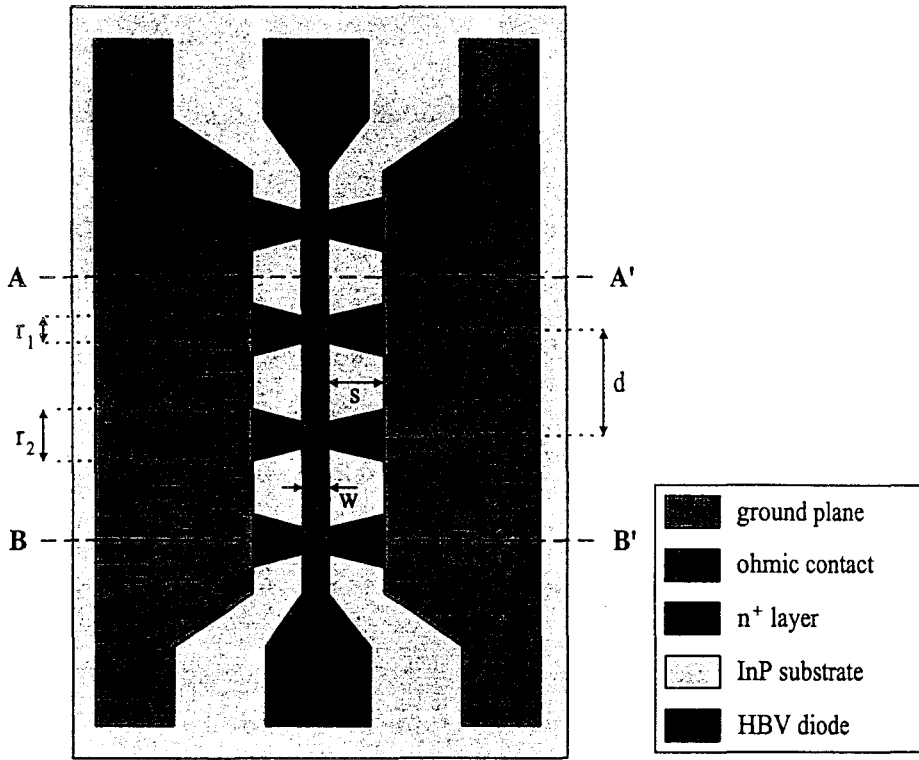 A A'
r₁
s
d
r₂
W
B B'
ground plane
ohmic contact
n⁺ layer
InP substrate
HBV diode